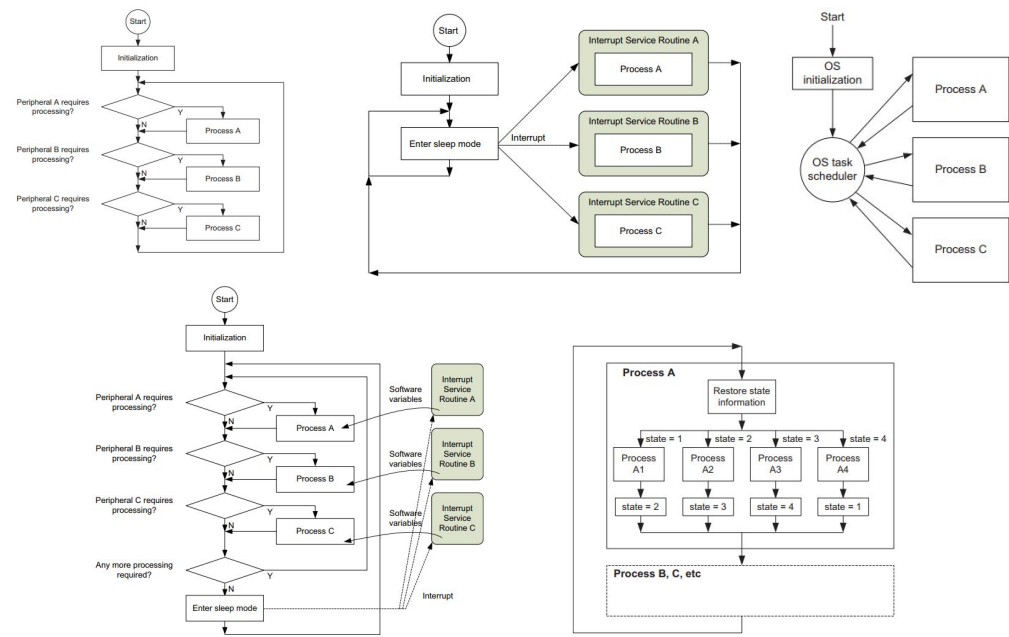 Start
Initialization
Peripheral A requires
processing?
Y
N
Process A
Peripheral B requires
processing?
Y
N
Process B
Peripheral C requires
processing?
Y
N
Process C
Start
Initialization
Enter sleep mode
Interrupt
Interrupt Service Routine A
Process A
Interrupt Service Routine B
Process B
Interrupt Service Routine C
Process C
Start
OS
initialization
OS task
scheduler
Process A
Process B
Process C
Start
Initialization
Peripheral A requires
processing?
Y
N
Process A
Peripheral B requires
processing?
Y
N
Process B
Peripheral C requires
processing?
Y
N
Process C
Any more processing
required?
Y
N
Enter sleep mode
Software
variables
Interrupt
Service
Routine A
Software
variables
Interrupt
Service
Routine B
Software
variables
Interrupt
Service
Routine C
Interrupt
Process A
Restore state
information
state = 1 state = 2 state = 3 state = 4
Process
A1
Process
A2
Process
A3
Process
A4
state = 2 state = 3 state = 4 state = 1
Process B, C, etc